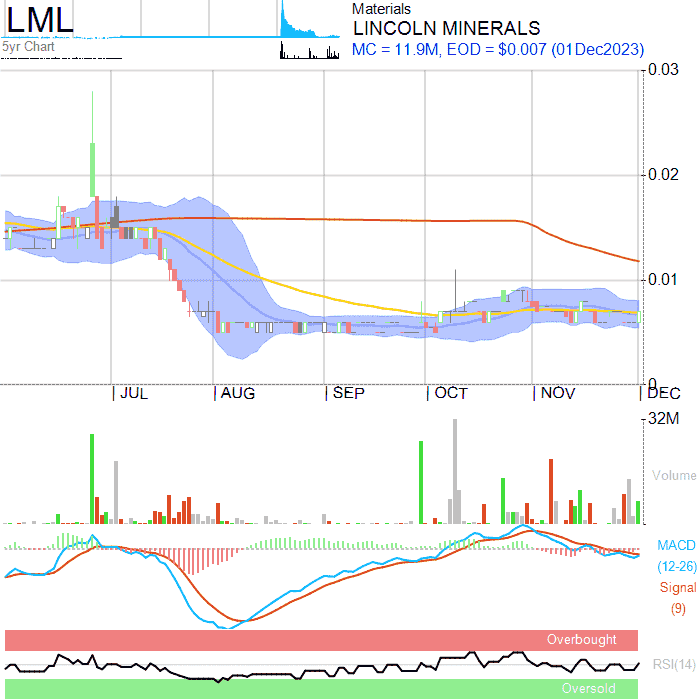 LML
5yr Chart
Materials
LINCOLN MINERALS
MC = 11.9M, EOD = $0.007 (01Dec2023)
0.03
0.02
0.01
0
JUL AUG SEP OCT NOV DEC
32M
Volume
MACD
(12-26)
Signal
(9)
Overbought
RSI(14)
Oversold